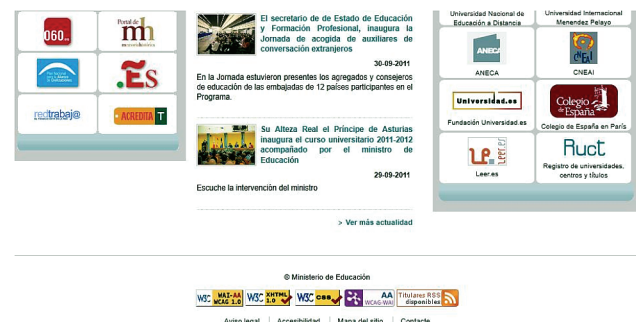 060.es
Portal de
m
redtrabaj@
.Es
ACREDITA T
El secretario de de Estado de Educación
y Formación Profesional, inaugura la
Jornada de acogida de auxiliares de
conversación extranjeros
30-09-2011
En la Jornada estuvieron presentes los agregados y consejeros
de educación de las embajadas de 12 países participantes en el
Programa.
Su Alteza Real el Príncipe de Asturias
inaugura el curso universitario 2011-2012
acompañado por el ministro de
Educación
29-09-2011
Escuche la intervención del ministro
> Ver más actualidad
Universidad Nacional de
Educación a Distancia
Universidad Internacional
Menendez Pelayo
ANECA
ANECA
CNEAI
CNEAI
Universidad.es
Fundación Universidad.es
Colegio
de España
Colegio de España en París
Leer.es
Leer.es
Ruct
Registro de universidades,
centros y títulos
© Ministerio de Educación
W3C WAI-AA WCAG 1.0
W3C XHTML 1.0
W3C css
AA WCAG-WAI
Titulares RSS disponibles
Aviso legal | Accesibilidad | Mapa del sitio | Contacte